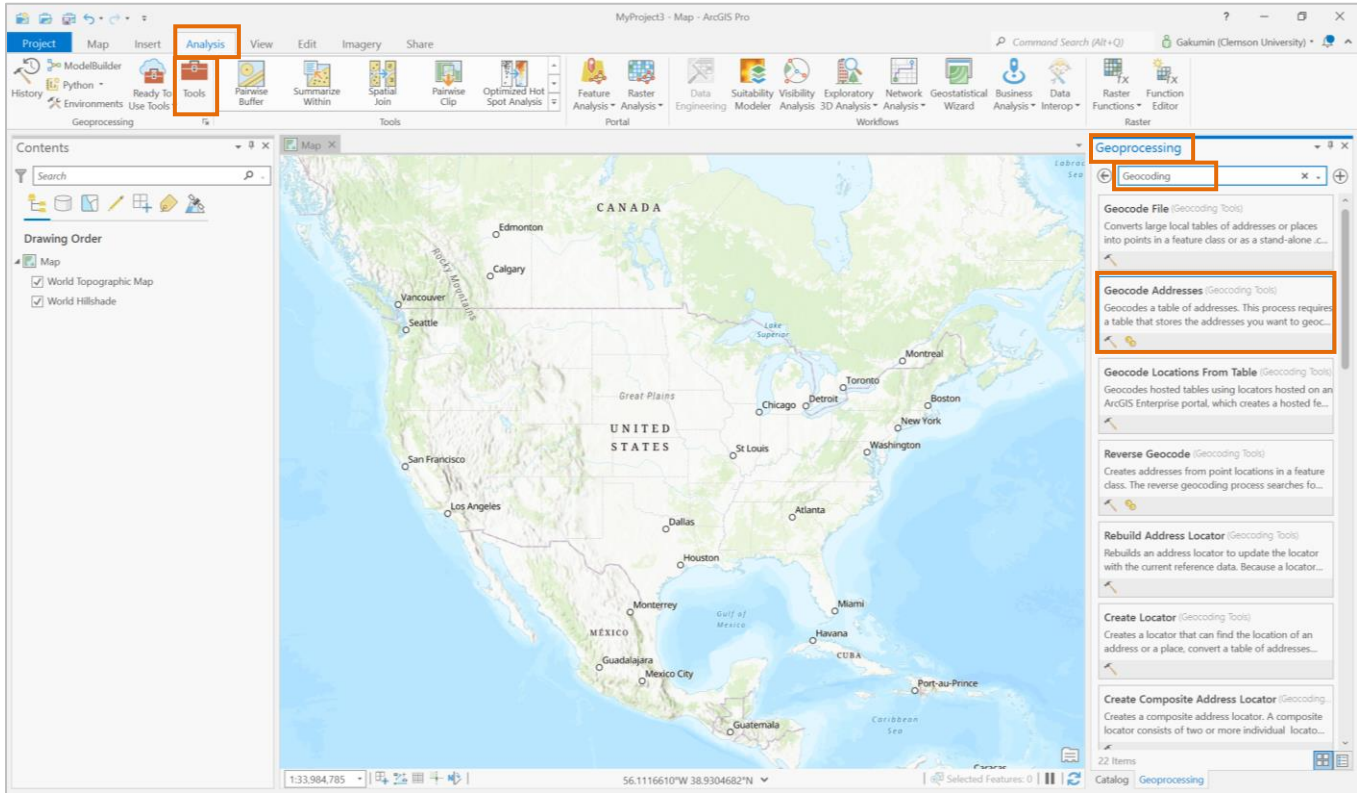 MyProject3 - Map - ArcGIS Pro
?
Project Map Insert Analysis View Edit Imagery Share
Command Search (Alt+Q)
Gakumin (Clemson University)
History
ModelBuilder
Python
Environments
Ready To
Use Tools
Tools
Geoprocessing
Pairwise
Buffer
Summarize
Within
Spatial
Join
Pairwise
Clip
Optimized Hot
Spot Analysis
Tools
Feature
Analysis
Raster
Analysis
Portal
Data
Engineering
Suitability
Modeler
Visibility
Analysis
Exploratory
3D Analysis
Network
Analysis
Geostatistical
Wizard
Business
Analysis
Data
Interop
Workflows
Raster
Functions
Function
Editor
Raster
Contents
Search
Drawing Order
Map
World Topographic Map
World Hillshade
Map
Labrad
Sea
CANADA
Edmonton
Calgary
Rocky Mountains
Vancouver
Seattle
Lake
Superior
Montreal
Toronto
Great Plains
Chicago
Detroit
Boston
New York
UNITED
STATES
St Louis
Washington
San Francisco
Los Angeles
Atlanta
Dallas
Houston
Monterrey
Miami
Gulf of
Mexico
MÉXICO
Havana
CUBA
Guadalajara
Mexico City
Port-au-Prince
Guatemala
Caribbean
Sea
Caracas
1:33,984,785
56.1116610°W 38.9304682°N
Selected Features: 0
Geoprocessing
Geocoding
Geocode File (Geocoding Tools)
Converts large local tables of addresses or places
into points in a feature class or as a stand-alone .c...
Geocode Addresses (Geocoding Tools)
Geocodes a table of addresses. This process requires
a table that stores the addresses you want to geoc...
Geocode Locations From Table (Geocoding Tools)
Geocodes hosted tables using locators hosted on an
ArcGIS Enterprise portal, which creates a hosted fe...
Reverse Geocode (Geocoding Tools)
Creates addresses from point locations in a feature
class. The reverse geocoding process searches fo...
Rebuild Address Locator (Geocoding Tools)
Rebuilds an address locator to update the locator
with the current reference data. Because a locator...
Create Locator (Geocoding Tools)
Creates a locator that can find the location of an
address or a place, convert a table of addresses...
Create Composite Address Locator (Geocoding...
Creates a composite address locator. A composite
locator consists of two or more individual locato...
22 Items
Catalog Geoprocessing